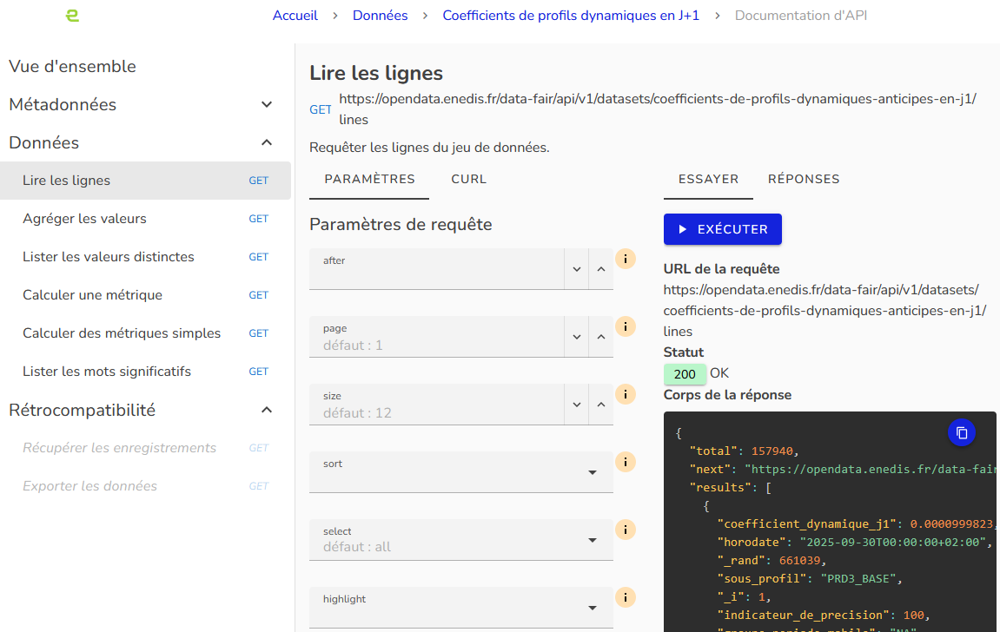 Accueil > Données > Coefficients de profils dynamiques en J+1 > Documentation d'API
Vue d'ensemble
Métadonnées
Données
Lire les lignes GET
Agréger les valeurs GET
Lister les valeurs distinctes GET
Calculer une métrique GET
Calculer des métriques simples GET
Lister les mots significatifs GET
Rétrocompatibilité
Récupérer les enregistrements GET
Exporter les données GET
Lire les lignes
GET https://opendata.enedis.fr/data-fair/api/v1/datasets/coefficients-de-profils-dynamiques-anticipes-en-j1/
lines
Requêter les lignes du jeu de données.
PARAMÈTRES CURL
Paramètres de requête
after
i
page
défaut : 1
i
size
défaut : 12
i
sort
i
select
défaut : all
i
highlight
i
ESSAYER RÉPONSES
EXÉCUTER
URL de la requête
https://opendata.enedis.fr/data-fair/api/v1/datasets/
coefficients-de-profils-dynamiques-anticipes-en-j1/
lines
Statut
200 OK
Corps de la réponse
{
"total": 157940,
"next": "https://opendata.enedis.fr/data-fair
"results": [
{
"coefficient_dynamique_j1": 0.0000999823,
"horodate": "2025-09-30T00:00:00+02:00",
"_rand": 661039,
"sous_profil": "PRD3_BASE",
"_i": 1,
"indicateur_de_precision": 100,